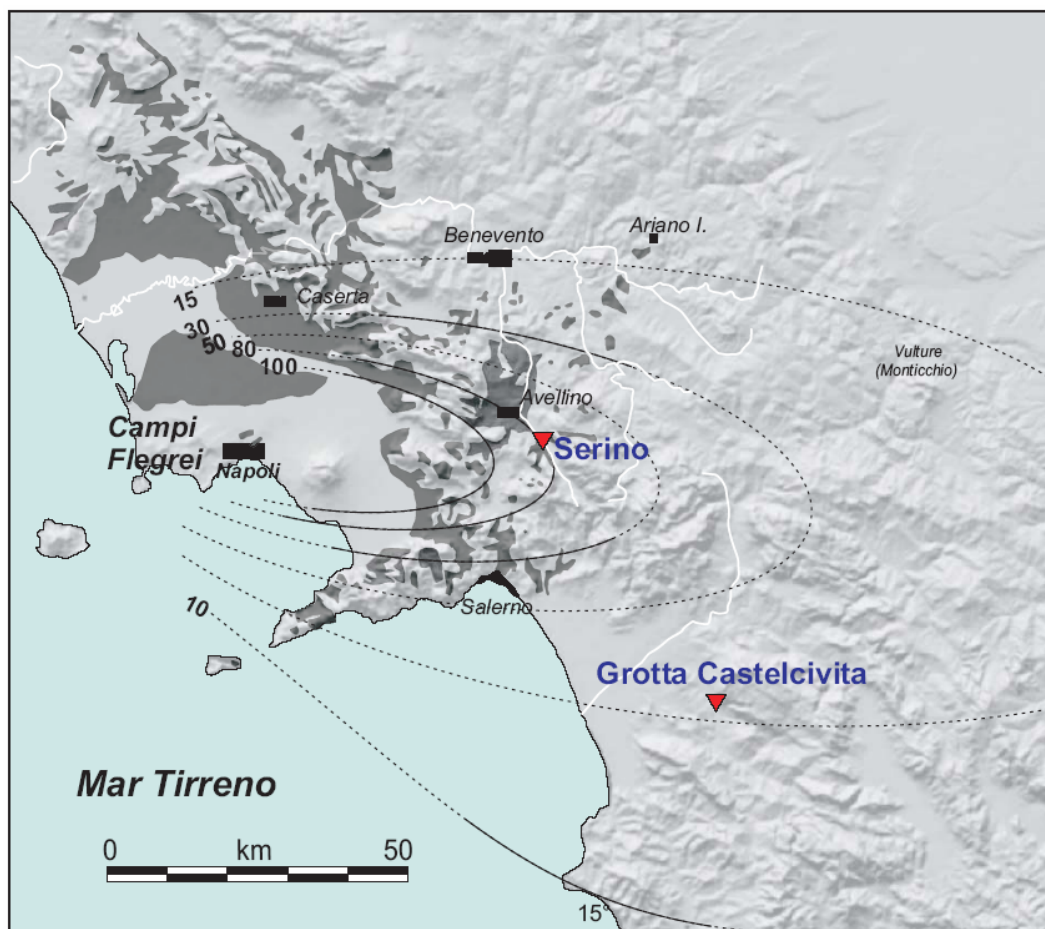 Ariano I.
Benevento
15
Caserta
30
50
80
100
Vulture
(Monticchio)
Avellino
Campi
Flegrei
Serino
Napoli
10
Salerno
Grotta Castelcivita
Mar Tirreno
0 km 50
15°